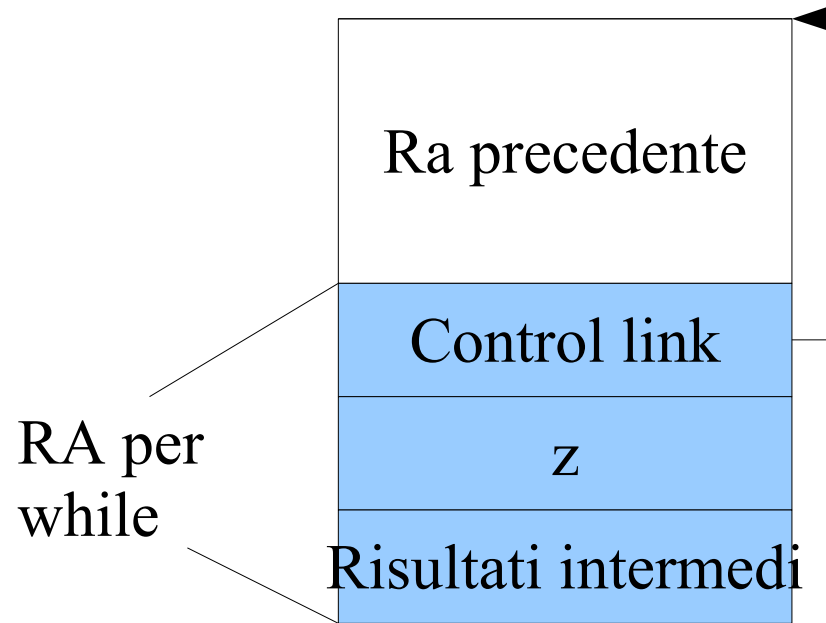 Ra precedente
Control link
RA per
while
z
Risultati intermedi